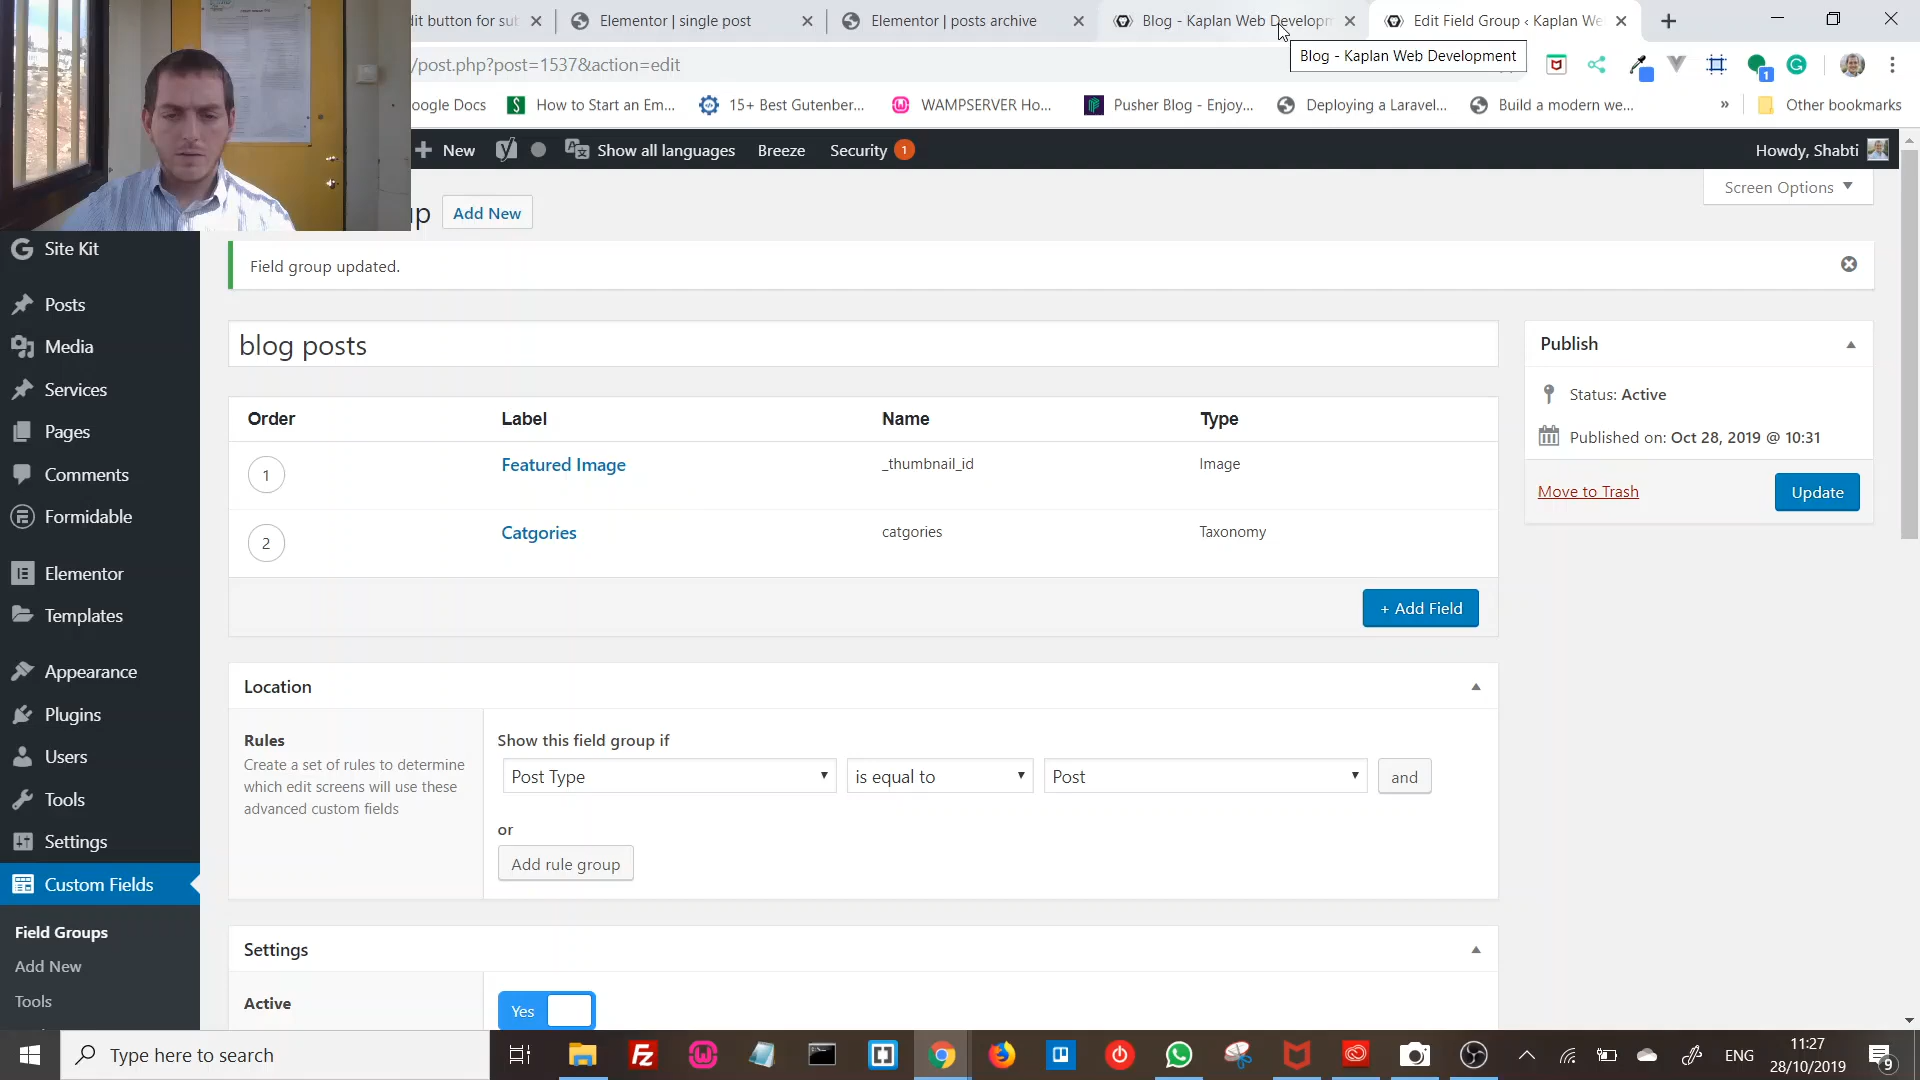 dit button for su
Elementor | single post
Elementor | posts archive
Blog - Kaplan Web Developm
Edit Field Group ‹ Kaplan We
/post.php?post=1537&action=edit
Blog - Kaplan Web Development
1
oogle Docs
How to Start an Em...
15+ Best Gutenber...
WAMPSERVER Ho...
Pusher Blog - Enjoy...
Deploying a Laravel...
Build a modern we...
»
Other bookmarks
New
Show all languages
Breeze
Security 1
Howdy, Shabti
Screen Options
p
Add New
Site Kit
Posts
Media
Services
Pages
Comments
Formidable
Elementor
Templates
Appearance
Plugins
Users
Tools
Settings
Custom Fields
Field Groups
Add New
Tools
Field group updated.
blog posts
Order Label Name Type
1 Featured Image _thumbnail_id Image
2 Catgories catgories Taxonomy
+ Add Field
Location
Rules
Create a set of rules to determine
which edit screens will use these
advanced custom fields
Show this field group if
Post Type is equal to Post and
or
Add rule group
Settings
Active
Yes
Publish
Status: Active
Published on: Oct 28, 2019 @ 10:31
Move to Trash
Update
Type here to search
ENG
11:27
28/10/2019
9